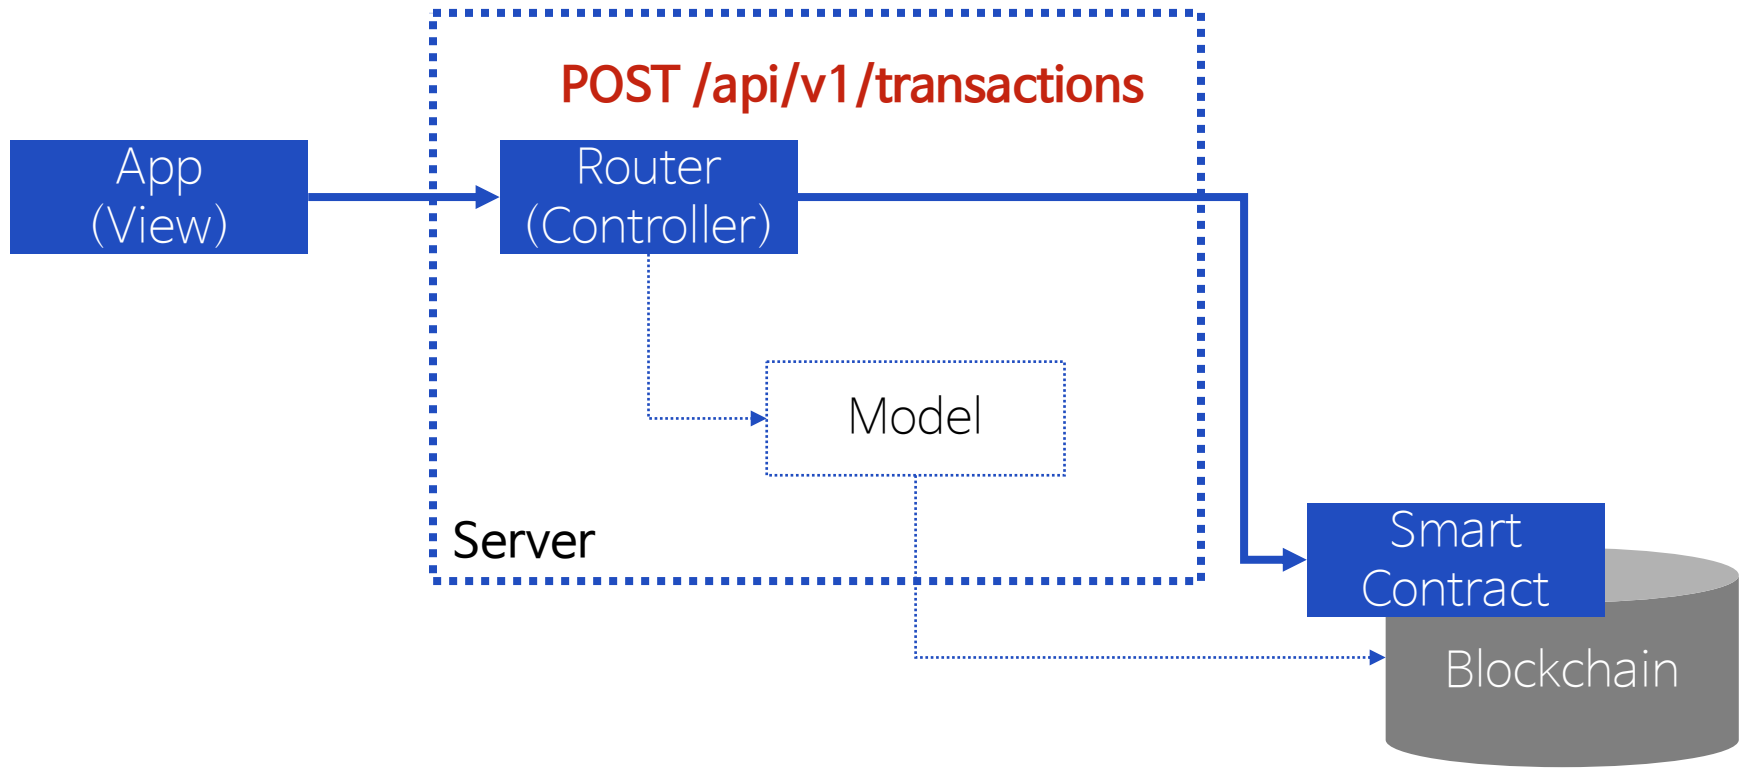 POST /api/v1/transactions
App
(View)
Router
(Controller)
Model
Server
Smart
Contract
Blockchain